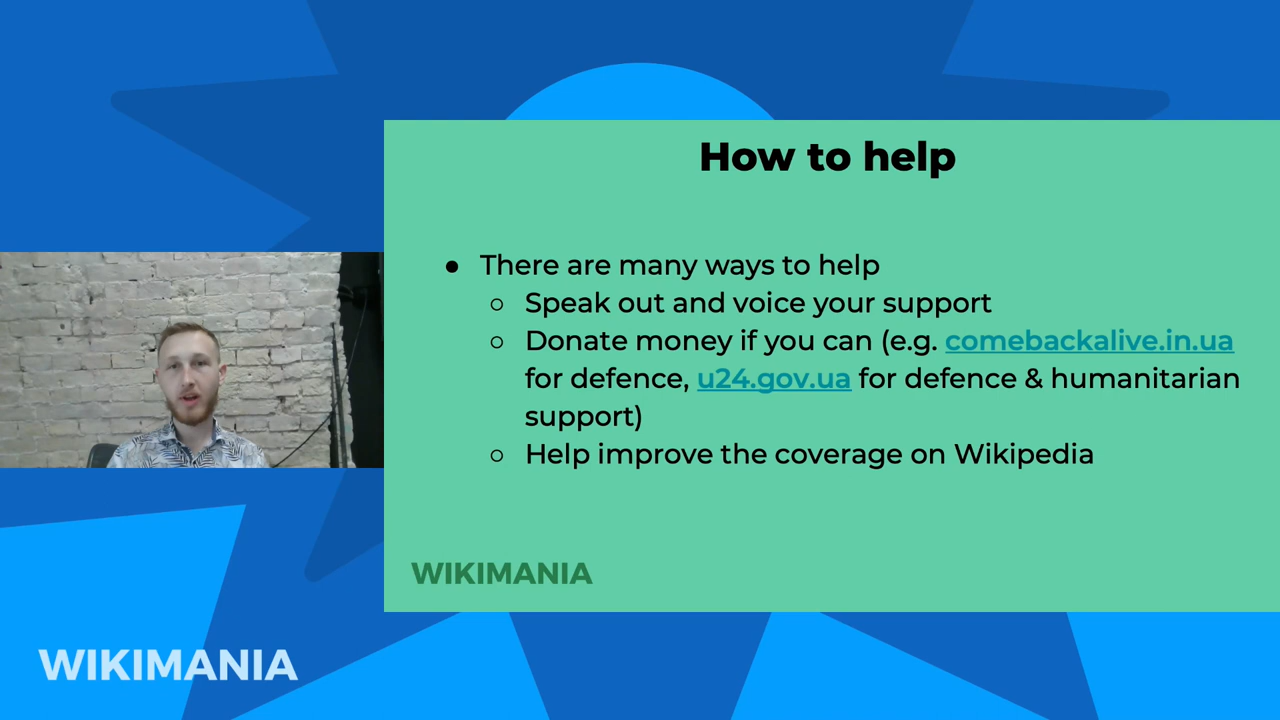 How to help
● There are many ways to help
○ Speak out and voice your support
○ Donate money if you can (e.g. comebackalive.in.ua
for defence, u24.gov.ua for defence & humanitarian
support)
○ Help improve the coverage on Wikipedia
WIKIMANIA
WIKIMANIA